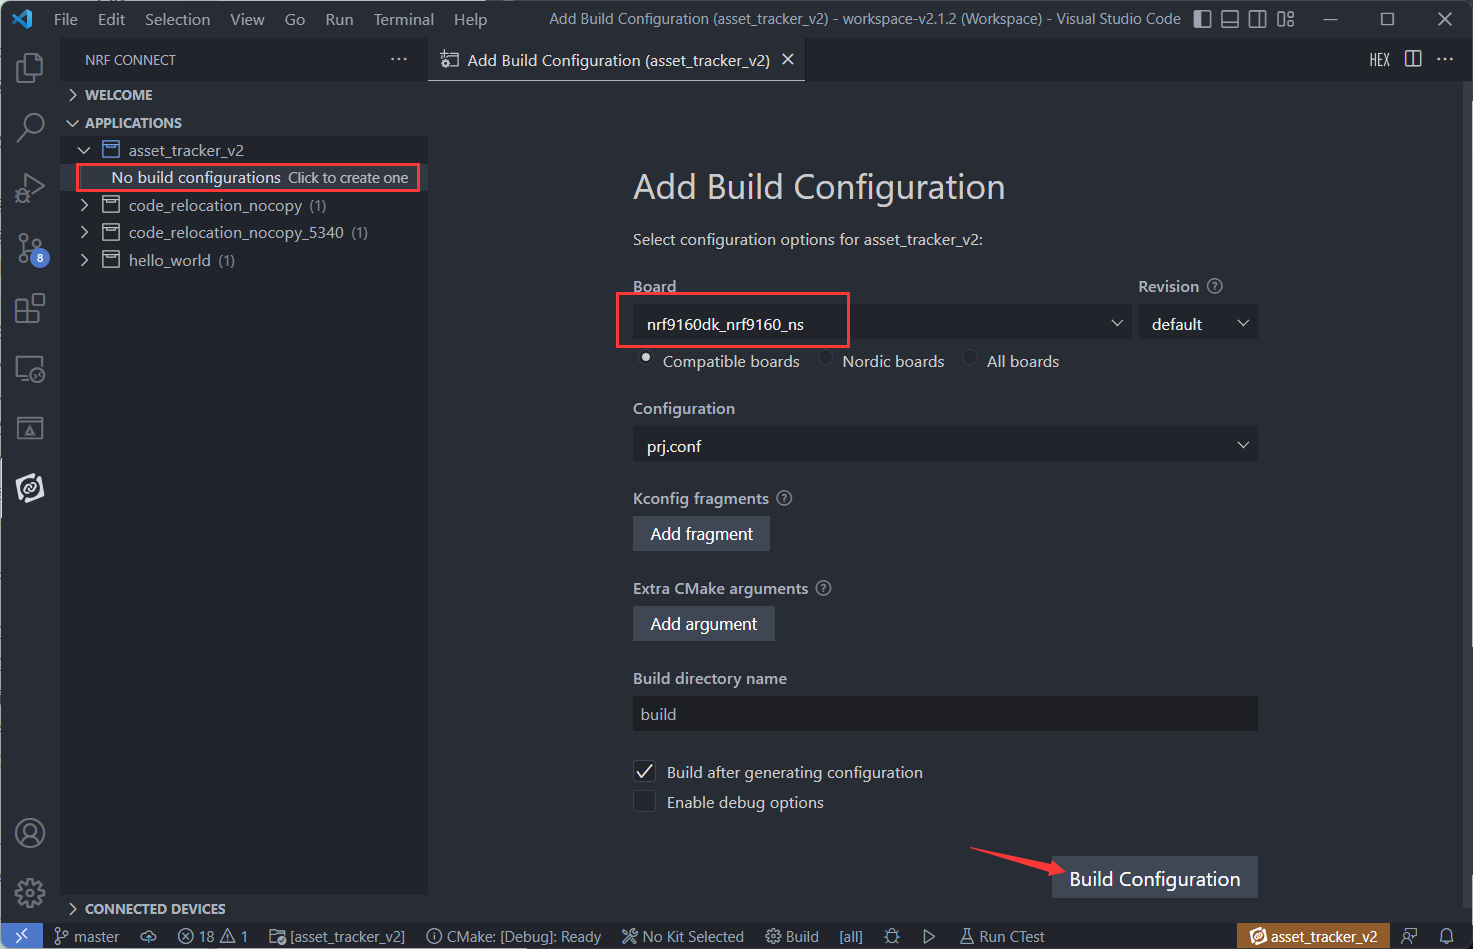 File Edit Selection View Go Run Terminal Help
Add Build Configuration (asset_tracker_v2) - workspace-v2.1.2 (Workspace) - Visual Studio Code
NRF CONNECT
Add Build Configuration (asset_tracker_v2)
HEX
WELCOME
APPLICATIONS
asset_tracker_v2
No build configurations Click to create one
code_relocation_nocopy (1)
code_relocation_nocopy_5340 (1)
hello_world (1)
8
Add Build Configuration
Select configuration options for asset_tracker_v2:
Board
Revision
nrf9160dk_nrf9160_ns
default
Compatible boards Nordic boards All boards
Configuration
prj.conf
Kconfig fragments
Add fragment
Extra CMake arguments
Add argument
Build directory name
build
Build after generating configuration
Enable debug options
Build Configuration
CONNECTED DEVICES
master 18 1 [asset_tracker_v2] CMake: [Debug]: Ready No Kit Selected Build [all] Run CTest asset_tracker_v2